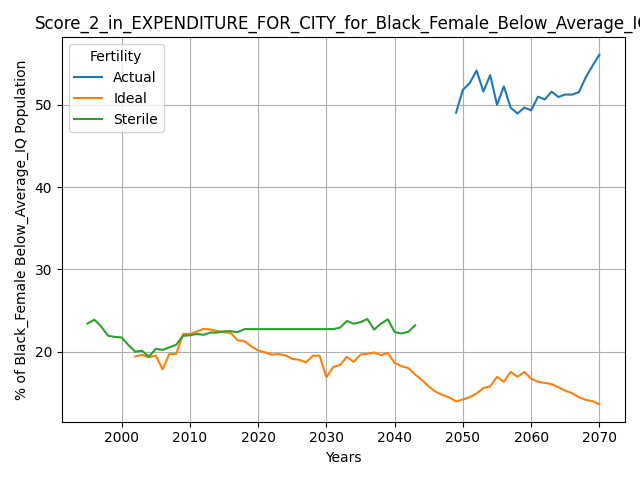 Score_2_in_EXPENDITURE_FOR_CITY_for_Black_Female_Below_Average_IQ
Fertility
Actual
Ideal
Sterile
% of Black_Female Below_Average_IQ Population
50
40
30
20
2000 2010 2020 2030 2040 2050 2060 2070
Years